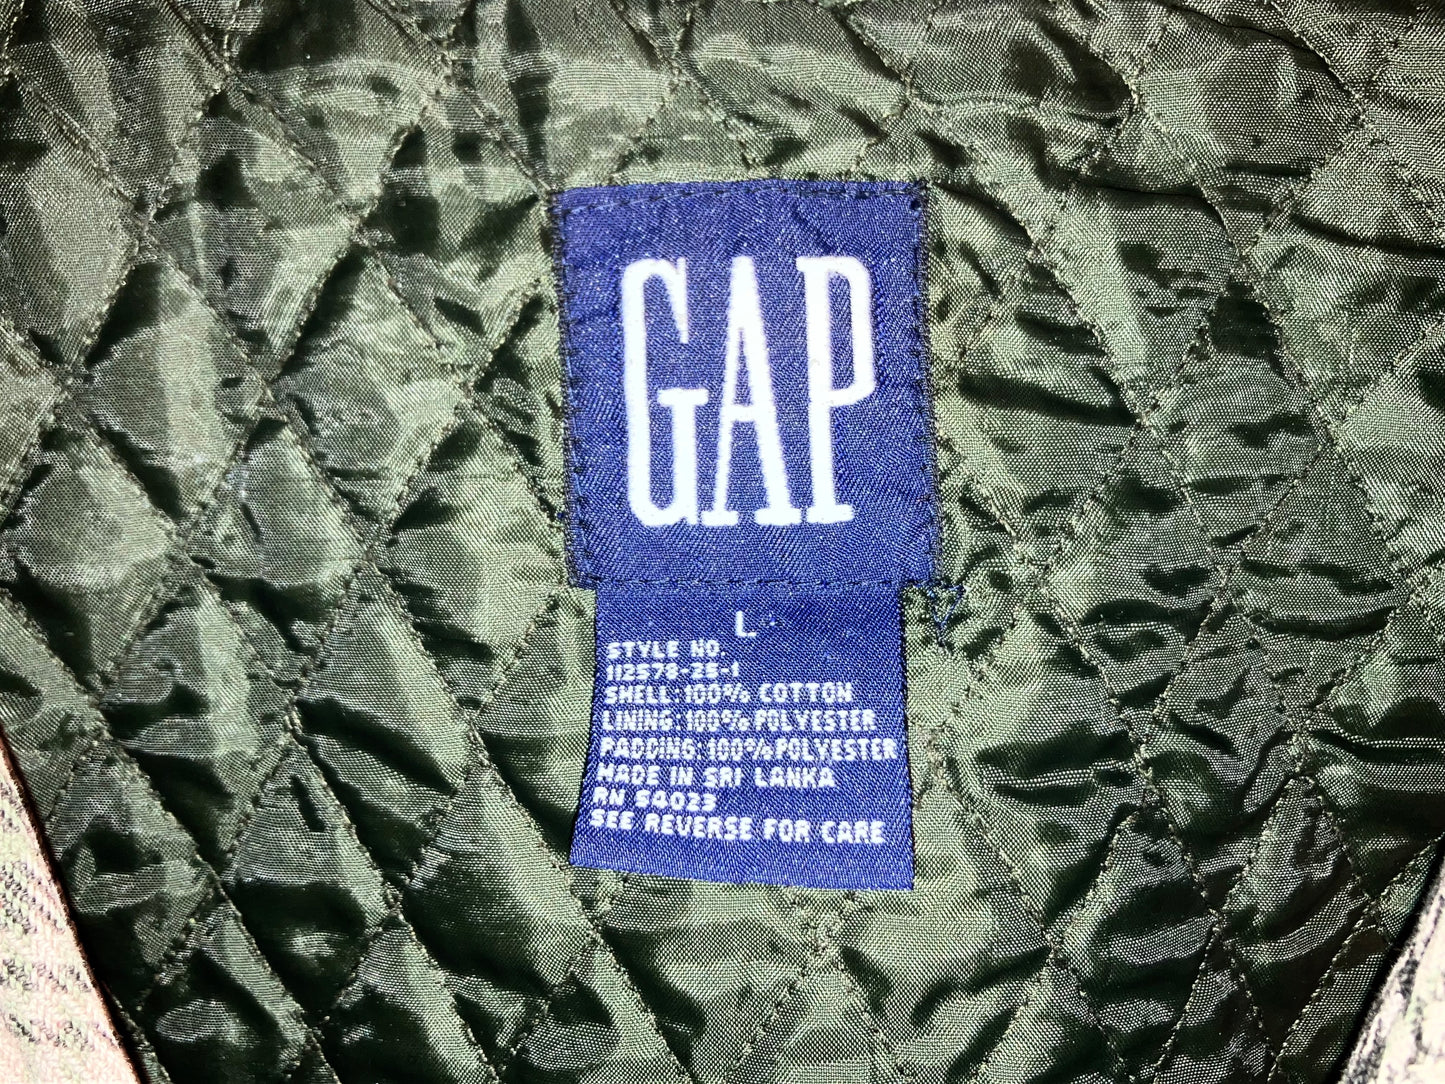 GAP
L
STYLE NO.
112578-25-1
SHELL: 100% COTTON
LINING: 100% POLYESTER
PADDING: 100% POLYESTER
MADE IN SRI LANKA
RN 54023
SEE REVERSE FOR CARE